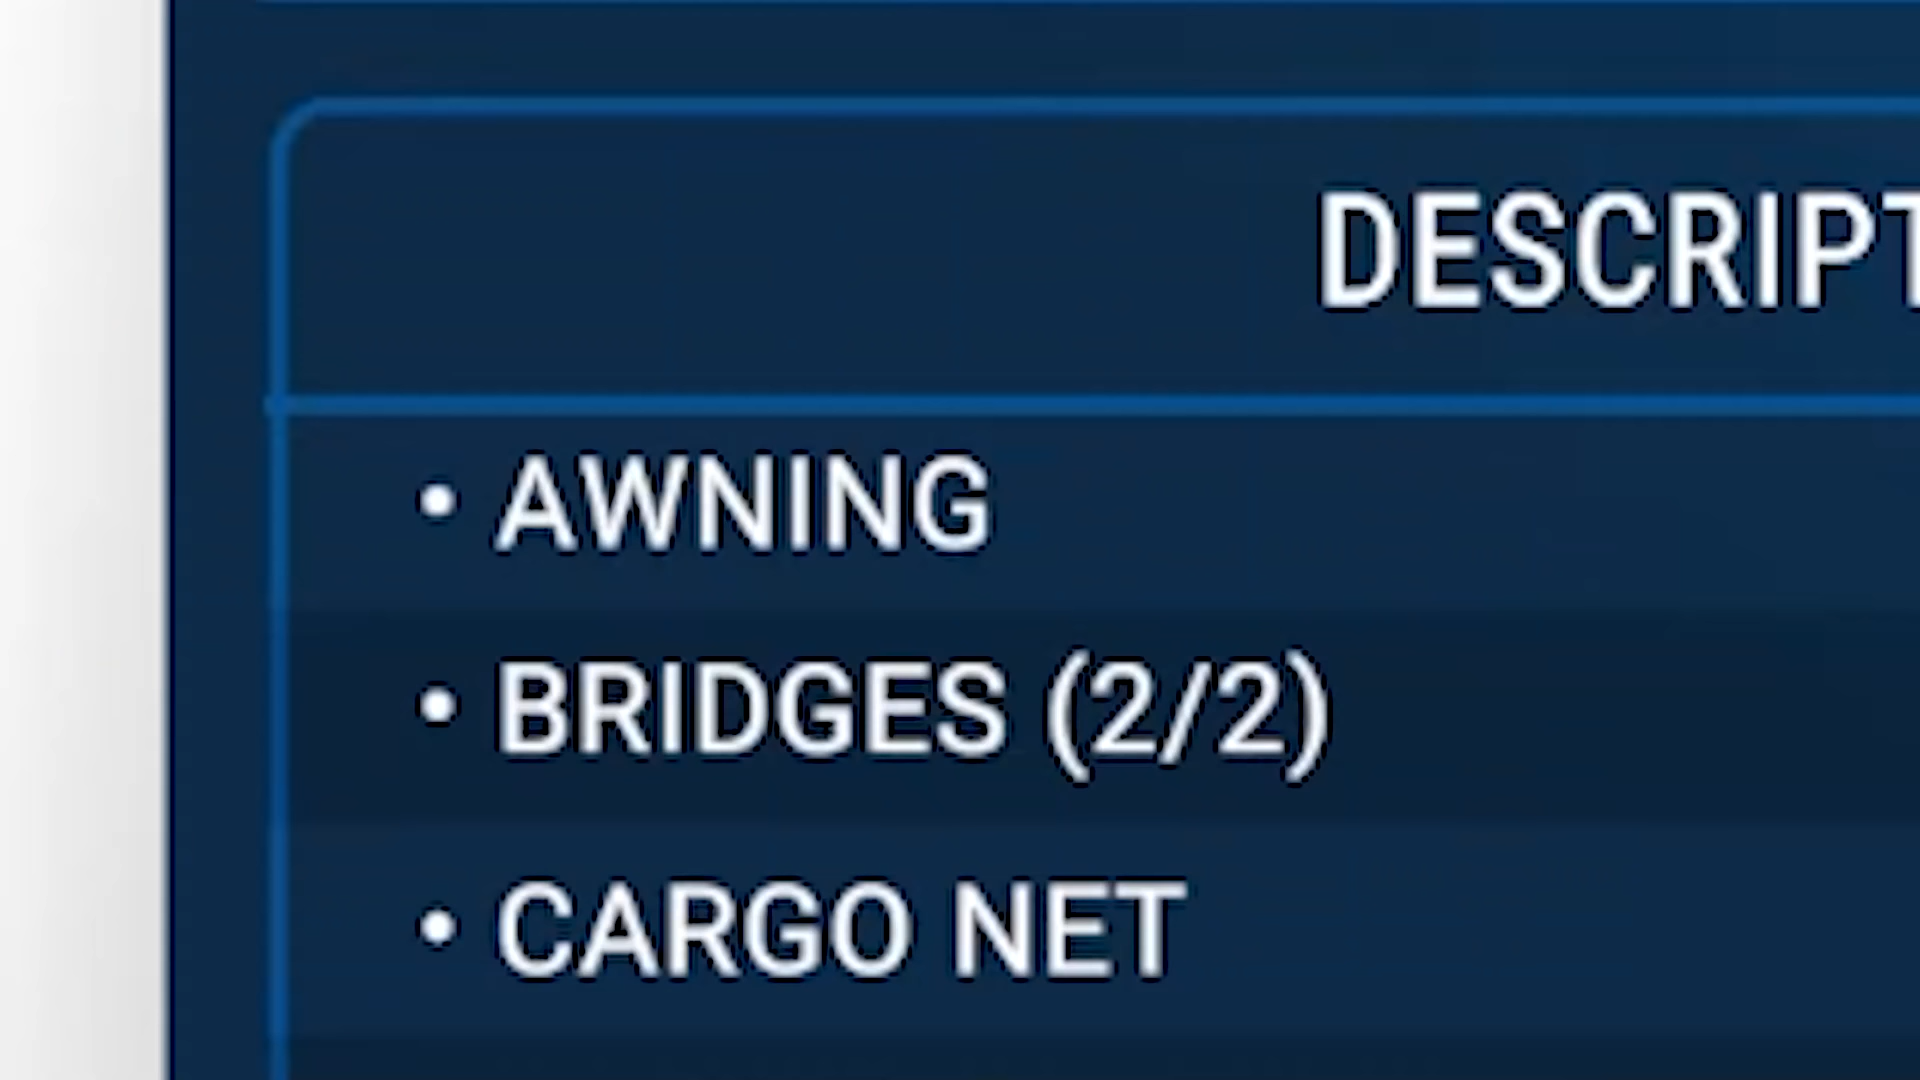 DESCRIPT
• AWNING
• BRIDGES (2/2)
• CARGO NET